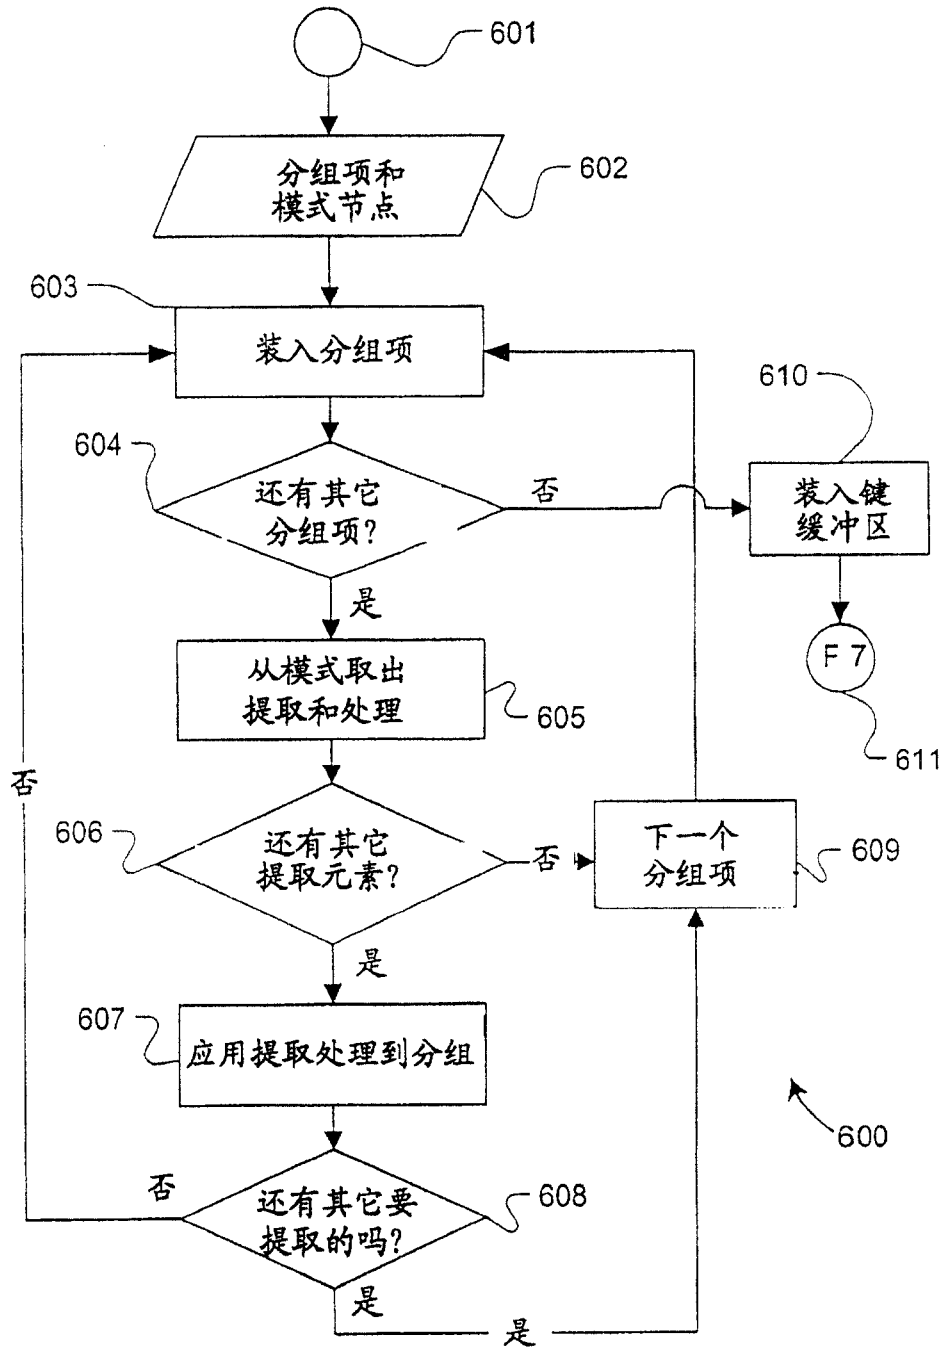 601
分组项和
模式节点
602
603
装入分组项
610
604
还有其它
分组项?
否
装入键
缓冲区
是
F 7
从模式取出
提取和处理
605
611
否
606
还有其它
提取元素?
否
下一个
分组项
609
是
607
应用提取处理到分组
600
否
还有其它要
提取的吗?
608
是
是